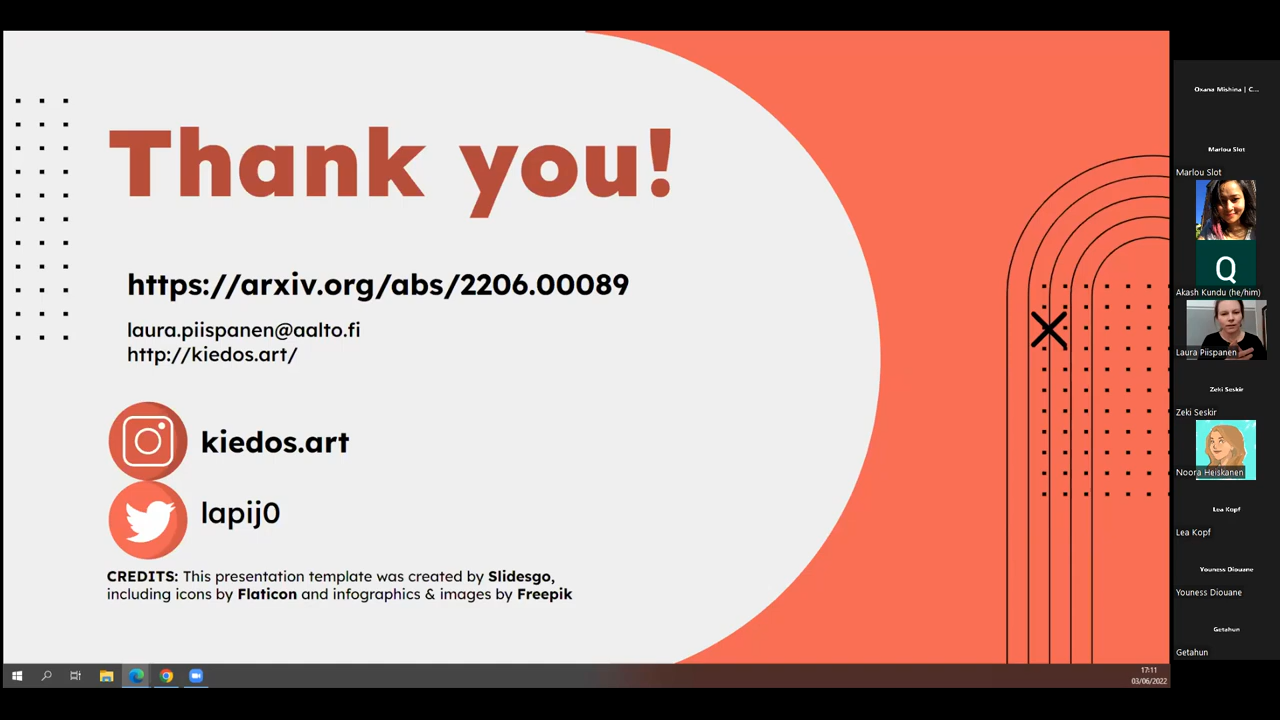 Thank you!
https://arxiv.org/abs/2206.00089
laura.piispanen@aalto.fi
http://kiedos.art/
kiedos.art
lapij0
CREDITS: This presentation template was created by Slidesgo,
including icons by Flaticon and infographics & images by Freepik
17:11
03/06/2022
Oxana Mishina | C...
Marlou Slot
Marlou Slot
Q
Akash Kundu (he/him)
Laura Piispanen
Zeki Seskir
Zeki Seskir
Noora Heiskanen
Lea Kopf
Lea Kopf
Youness Diouane
Youness Diouane
Getahun
Getahun